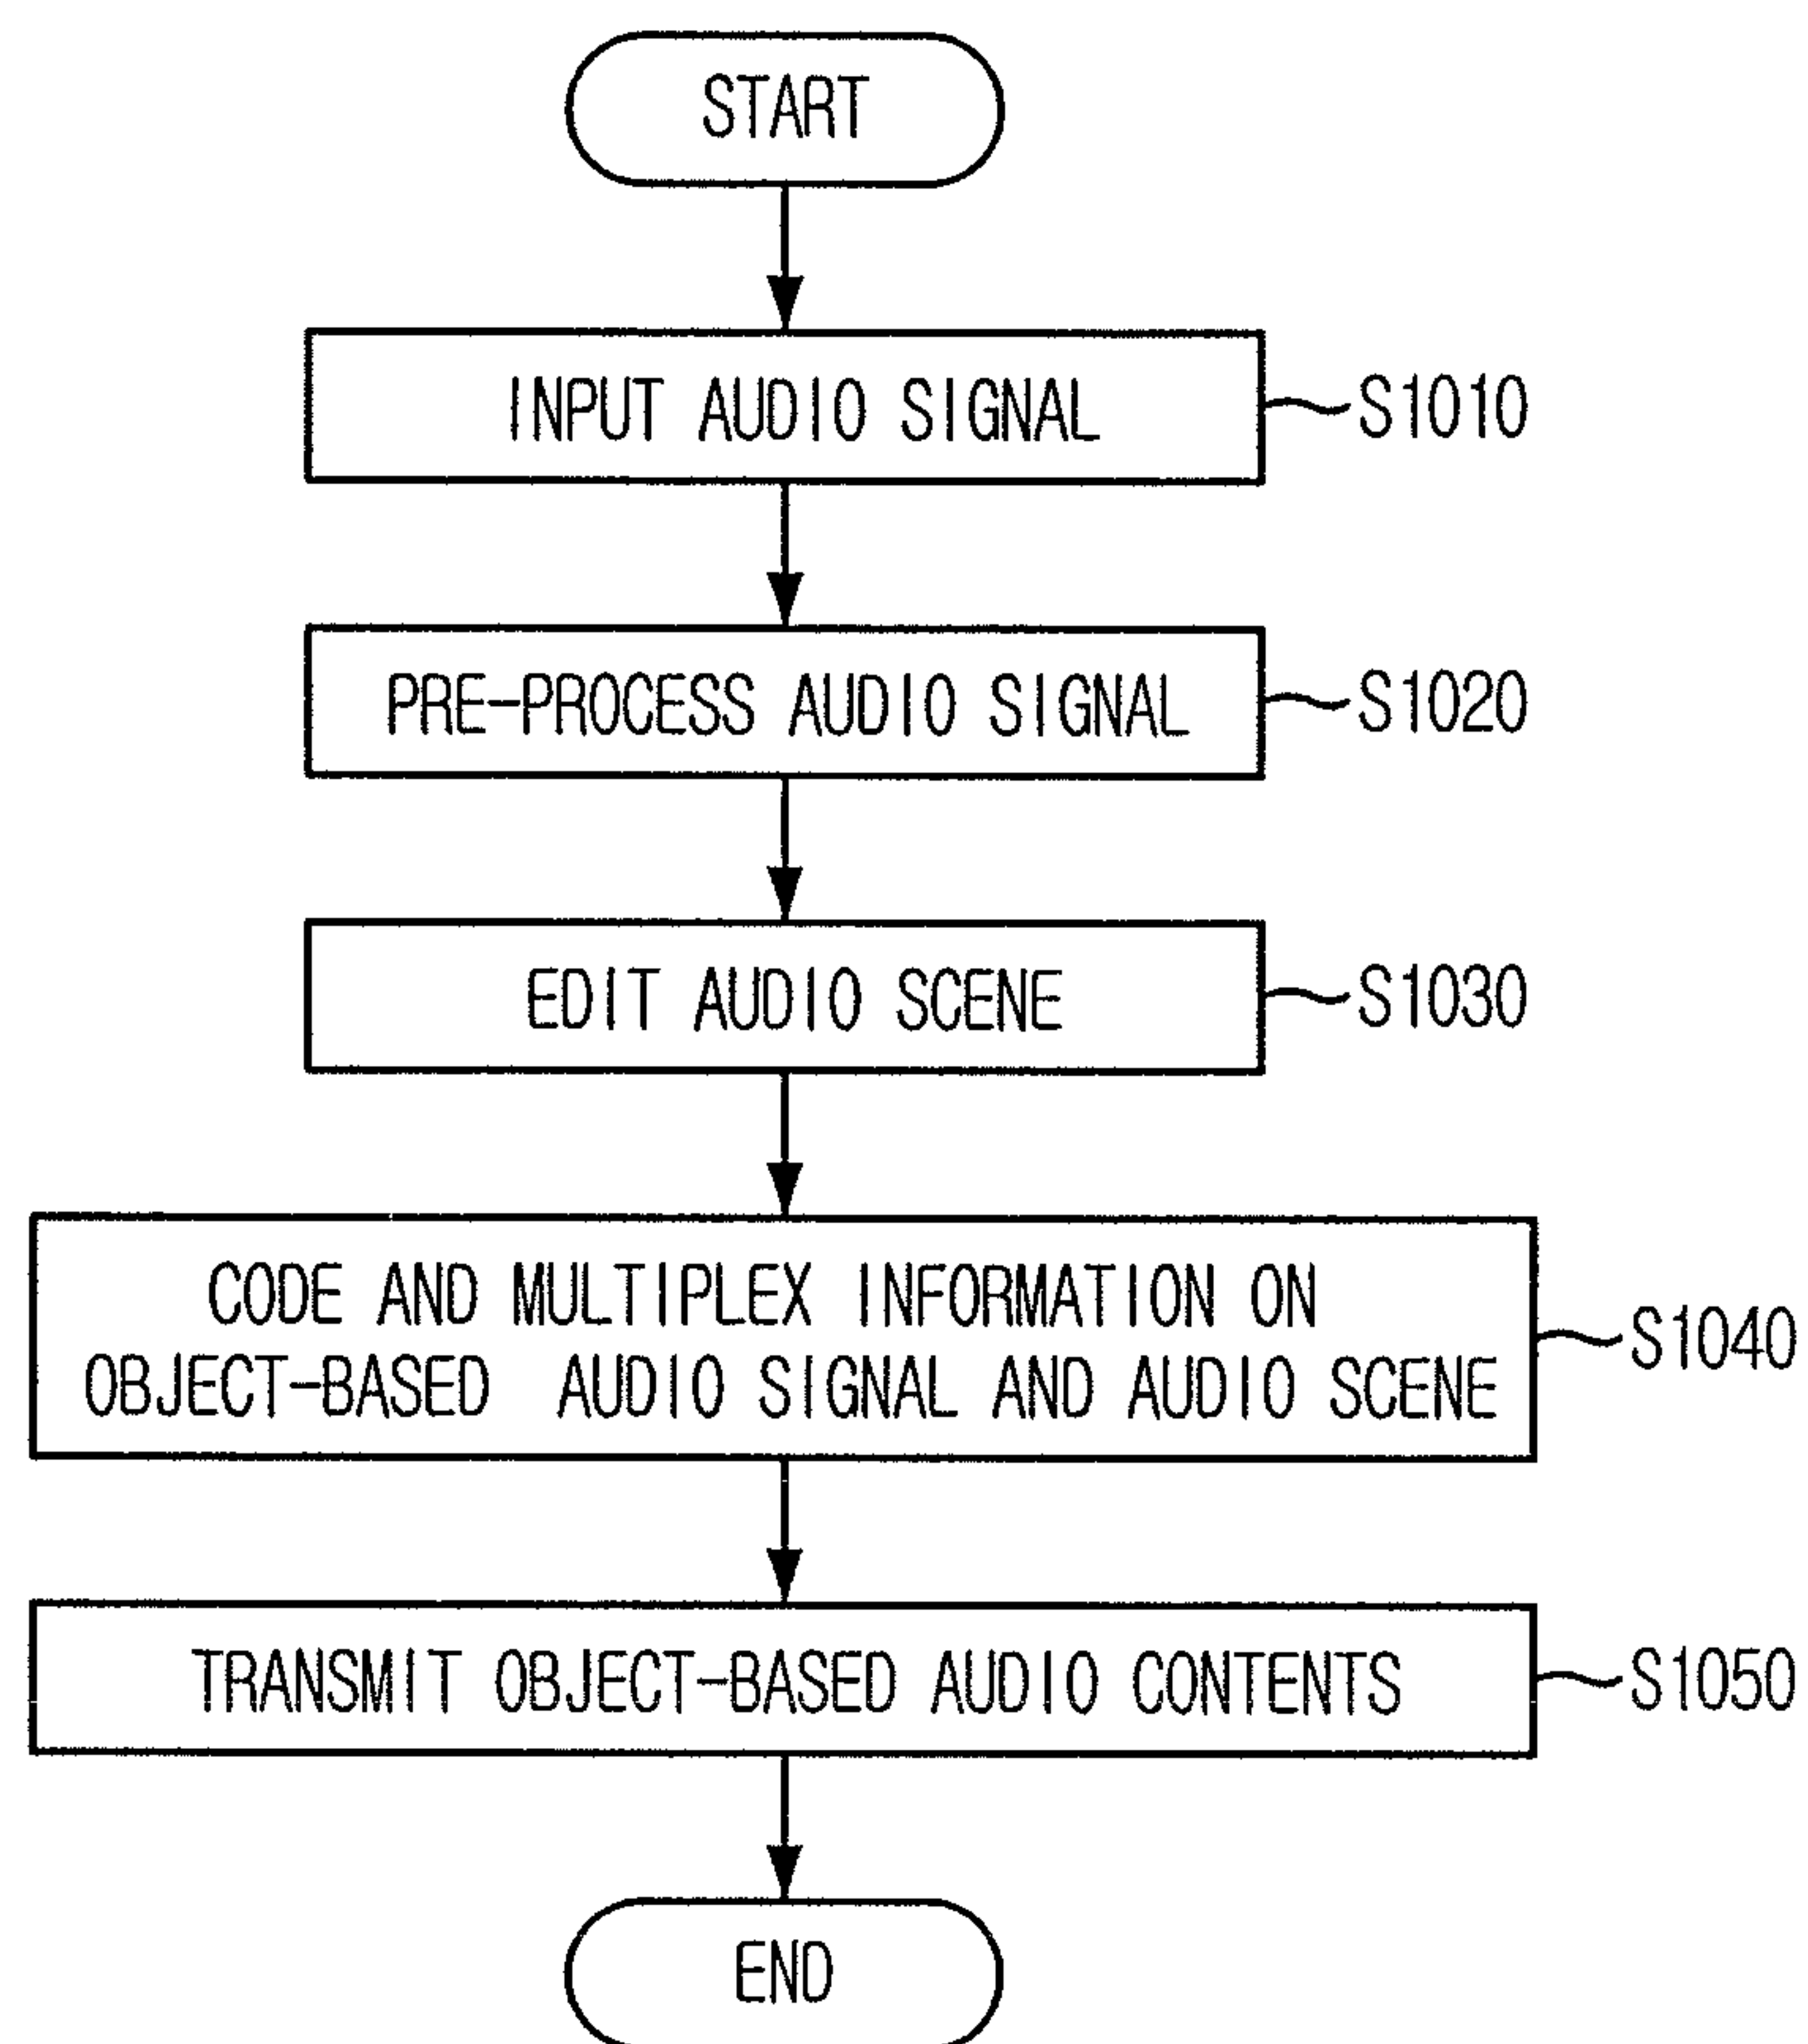 START
INPUT AUDIO SIGNAL
S1010
PRE-PROCESS AUDIO SIGNAL
S1020
EDIT AUDIO SCENE
S1030
CODE AND MULTIPLEX INFORMATION ON
OBJECT-BASED AUDIO SIGNAL AND AUDIO SCENE
S1040
TRANSMIT OBJECT-BASED AUDIO CONTENTS
S1050
END